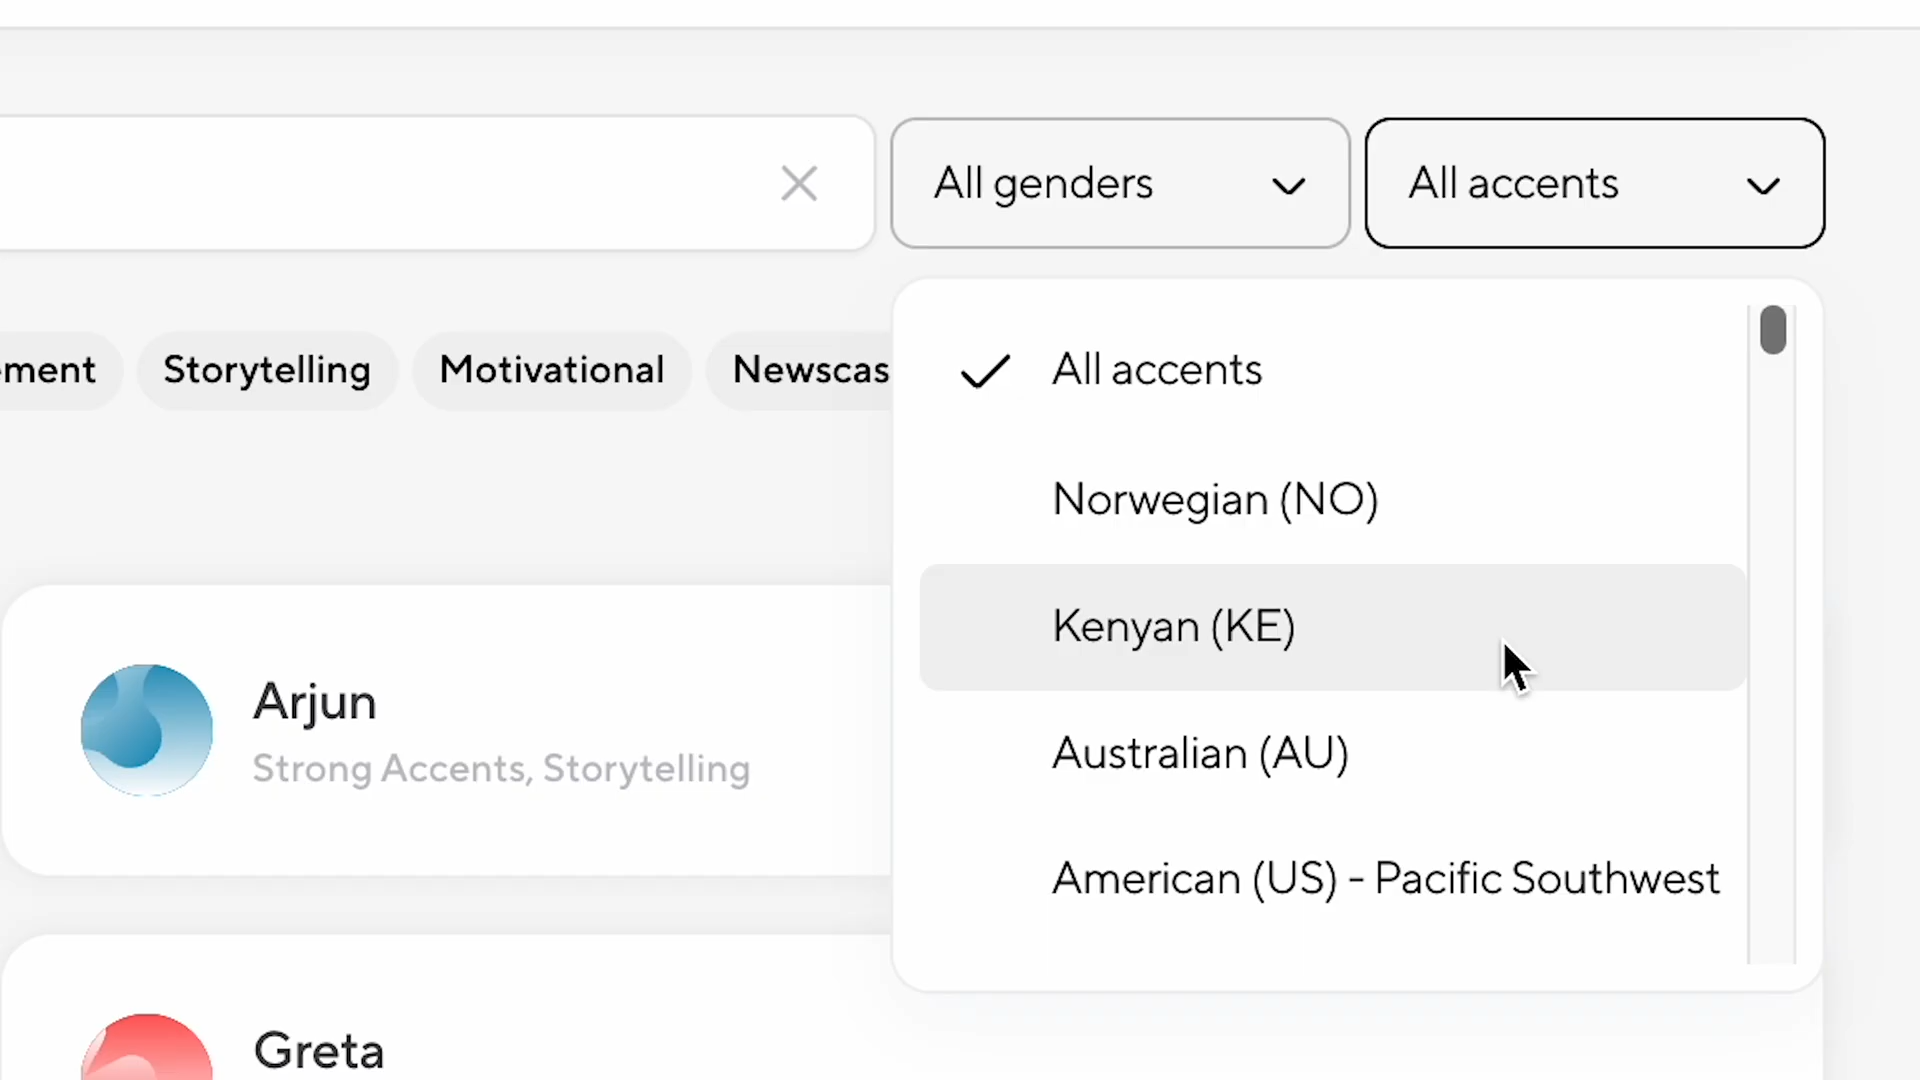 All genders
All accents
ment
Storytelling
Motivational
Newscas
All accents
Norwegian (NO)
Kenyan (KE)
Australian (AU)
American (US) - Pacific Southwest
Arjun
Strong Accents, Storytelling
Greta